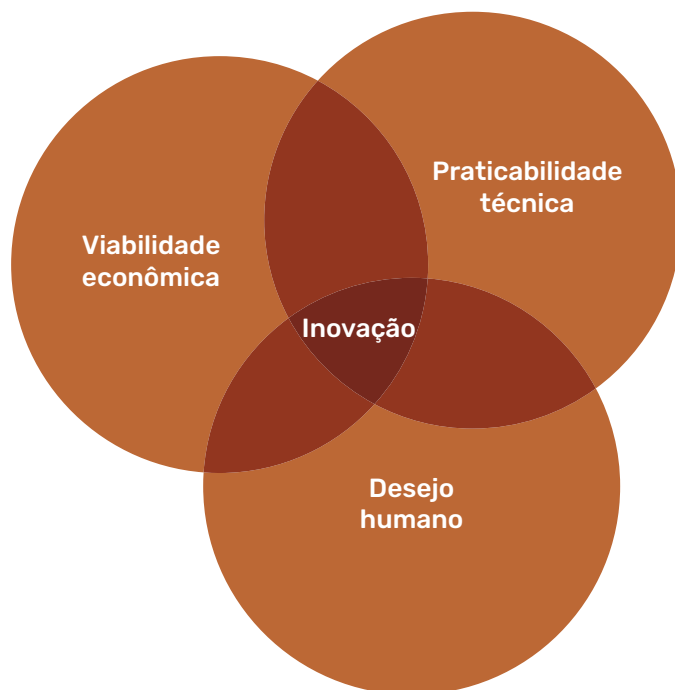 Praticabilidade
técnica
Viabilidade
econômica
Inovação
Desejo
humano